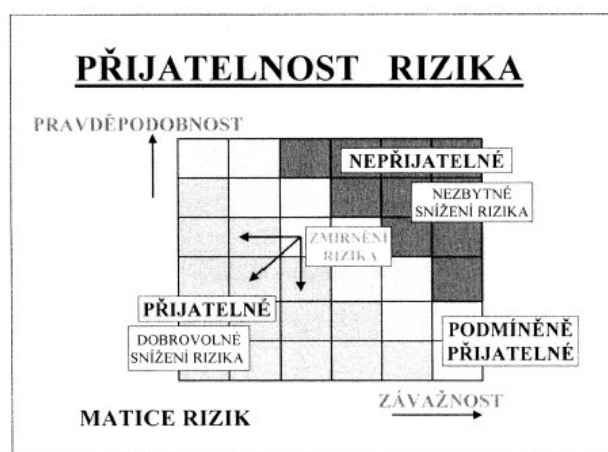 PŘIJATELNOST RIZIKA
PRAVDĚPODOBNOST
NEPŘIJATELNÉ
NEZBYTNÉ
SNÍŽENÍ RIZIKA
ZMÍRNĚNÍ
RIZIKA
PŘIJATELNÉ
DOBROVOLNÉ
SNÍŽENÍ RIZIKA
PODMÍNĚNĚ
PŘIJATELNÉ
ZÁVAŽNOST
MATICE RIZIK